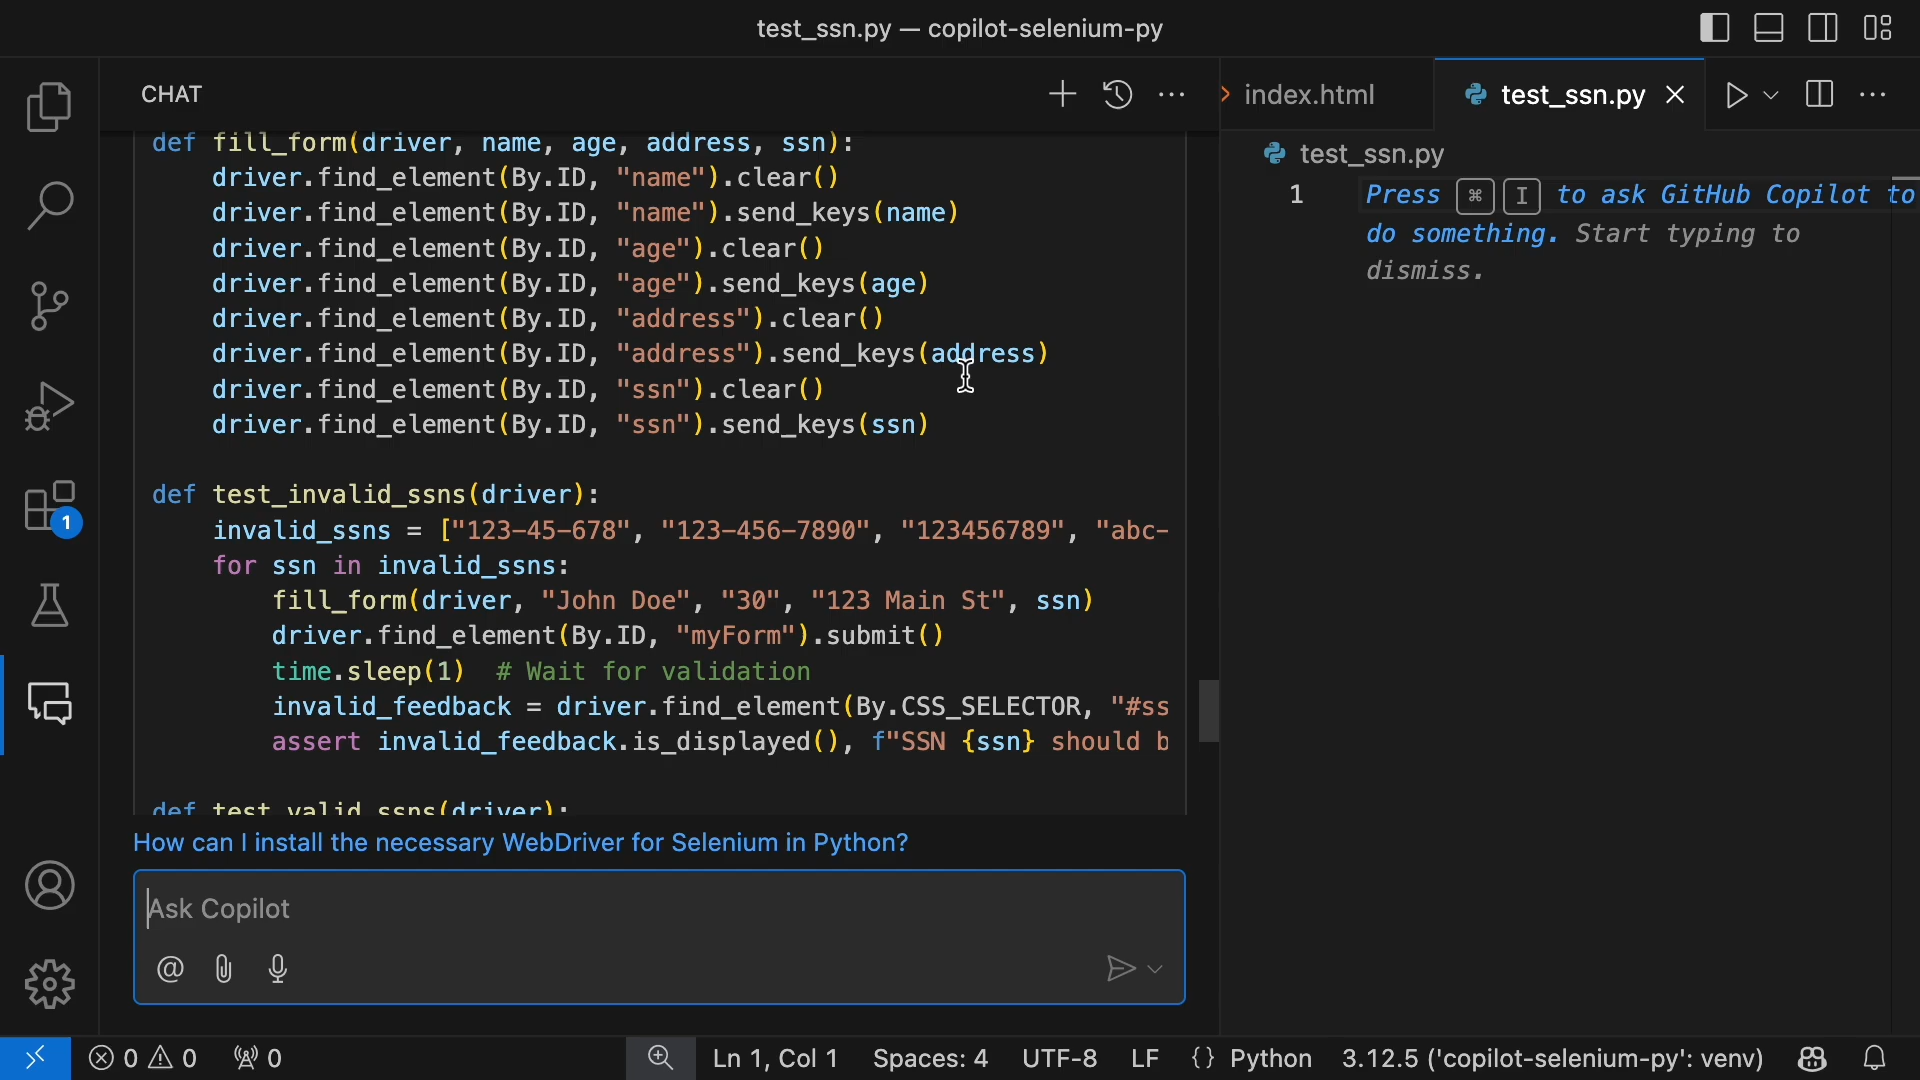 test_ssn.py — copilot-selenium-py
CHAT
def fill_form(driver, name, age, address, ssn):
driver.find_element(By.ID, "name").clear()
driver.find_element(By.ID, "name").send_keys(name)
driver.find_element(By.ID, "age").clear()
driver.find_element(By.ID, "age").send_keys(age)
driver.find_element(By.ID, "address").clear()
driver.find_element(By.ID, "address").send_keys(address)
driver.find_element(By.ID, "ssn").clear()
driver.find_element(By.ID, "ssn").send_keys(ssn)
def test_invalid_ssns(driver):
invalid_ssns = ["123-45-678", "123-456-7890", "123456789", "abc-
for ssn in invalid_ssns:
fill_form(driver, "John Doe", "30", "123 Main St", ssn)
driver.find_element(By.ID, "myForm").submit()
time.sleep(1)  # Wait for validation
invalid_feedback = driver.find_element(By.CSS_SELECTOR, "#ss
assert invalid_feedback.is_displayed(), f"SSN {ssn} should b
def test_valid_ssns(driver):
How can I install the necessary WebDriver for Selenium in Python?
Ask Copilot
@
index.html
test_ssn.py
test_ssn.py
1 Press ⌘ I to ask GitHub Copilot to
do something. Start typing to
dismiss.
1
0 0 0 Ln 1, Col 1 Spaces: 4 UTF-8 LF {} Python 3.12.5 ('copilot-selenium-py': venv)